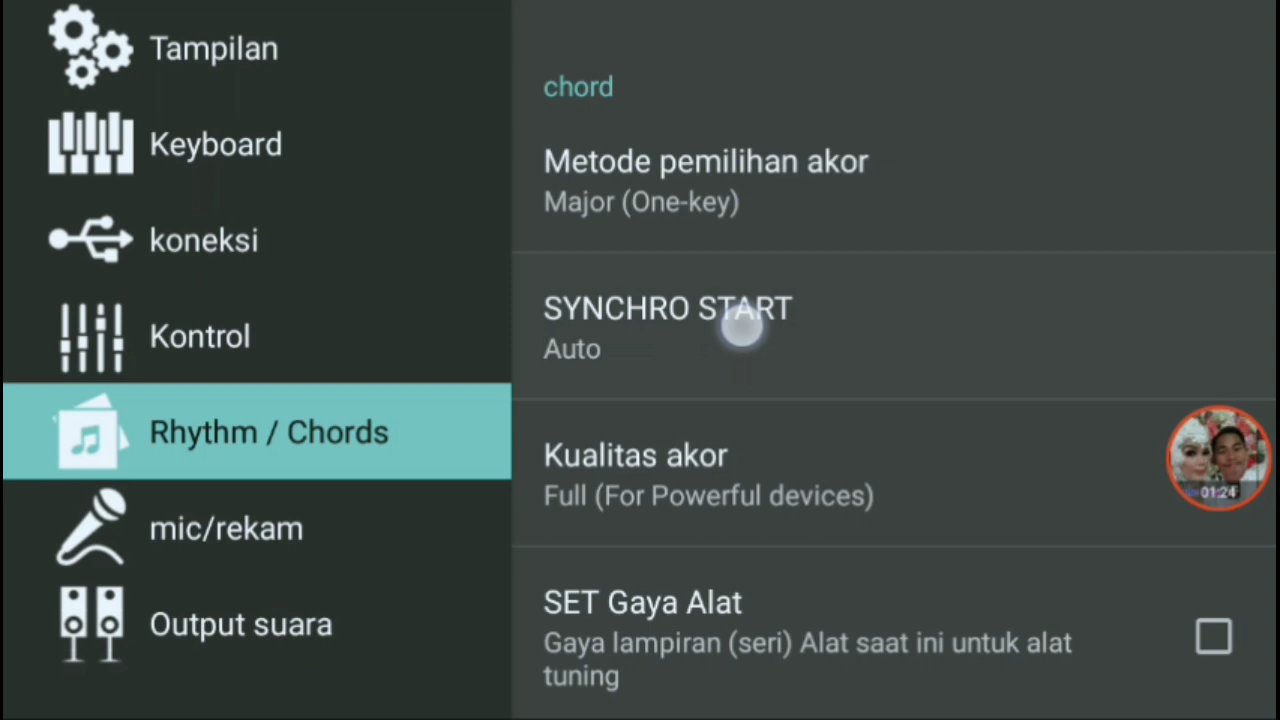 Tampilan
Keyboard
koneksi
Kontrol
Rhythm / Chords
mic/rekam
Output suara
chord
Metode pemilihan akor
Major (One-key)
SYNCHRO START
Auto
Kualitas akor
Full (For Powerful devices)
SET Gaya Alat
Gaya lampiran (seri) Alat saat ini untuk alat
tuning
01:24